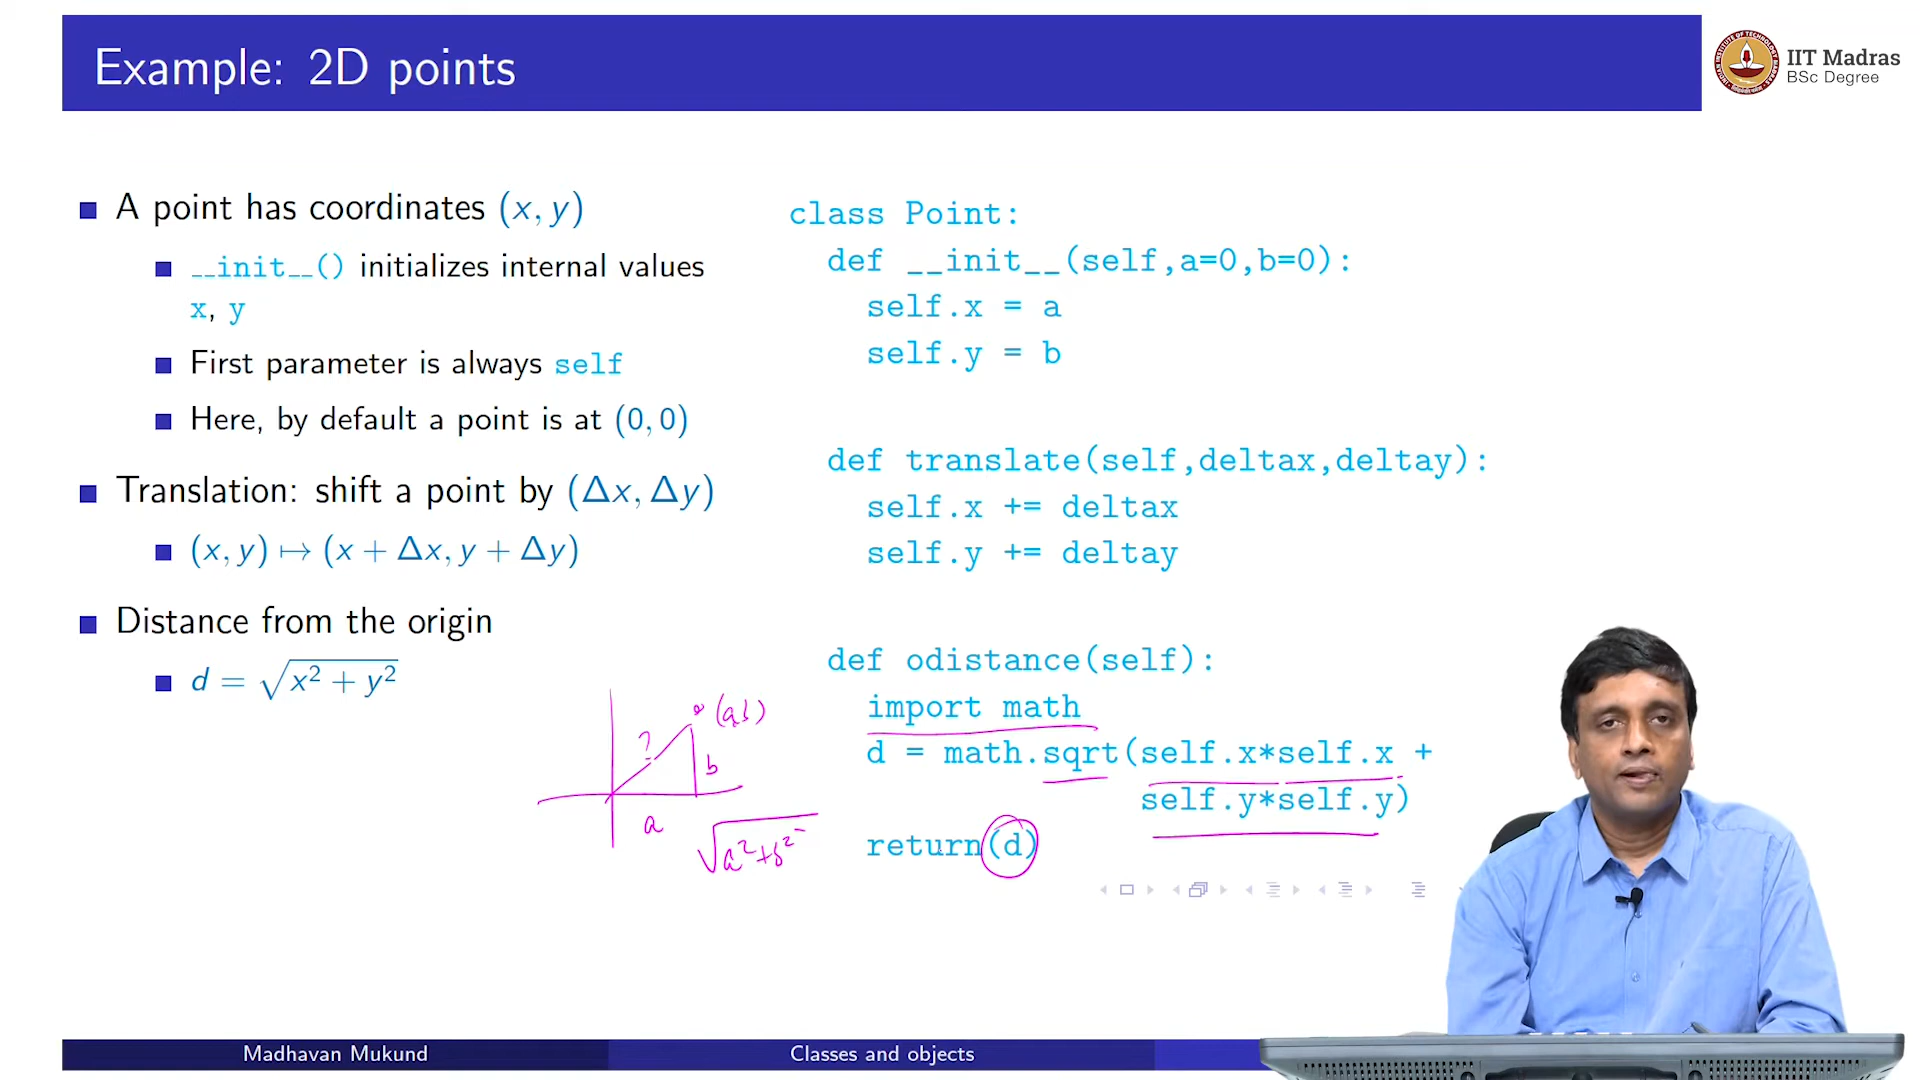 Example: 2D points
IIT Madras
BSc Degree
A point has coordinates (x, y)
__init__() initializes internal values
x, y
First parameter is always self
Here, by default a point is at (0, 0)
Translation: shift a point by (Δx, Δy)
(x, y) ↦ (x + Δx, y + Δy)
Distance from the origin
d = √x² + y²
class Point:
def __init__(self,a=0,b=0):
self.x = a
self.y = b
def translate(self,deltax,deltay):
self.x += deltax
self.y += deltay
def odistance(self):
import math
d = math.sqrt(self.x*self.x +
self.y*self.y)
return(d)
(a,b)
?
b
a
√a²+b²
Madhavan Mukund
Classes and objects